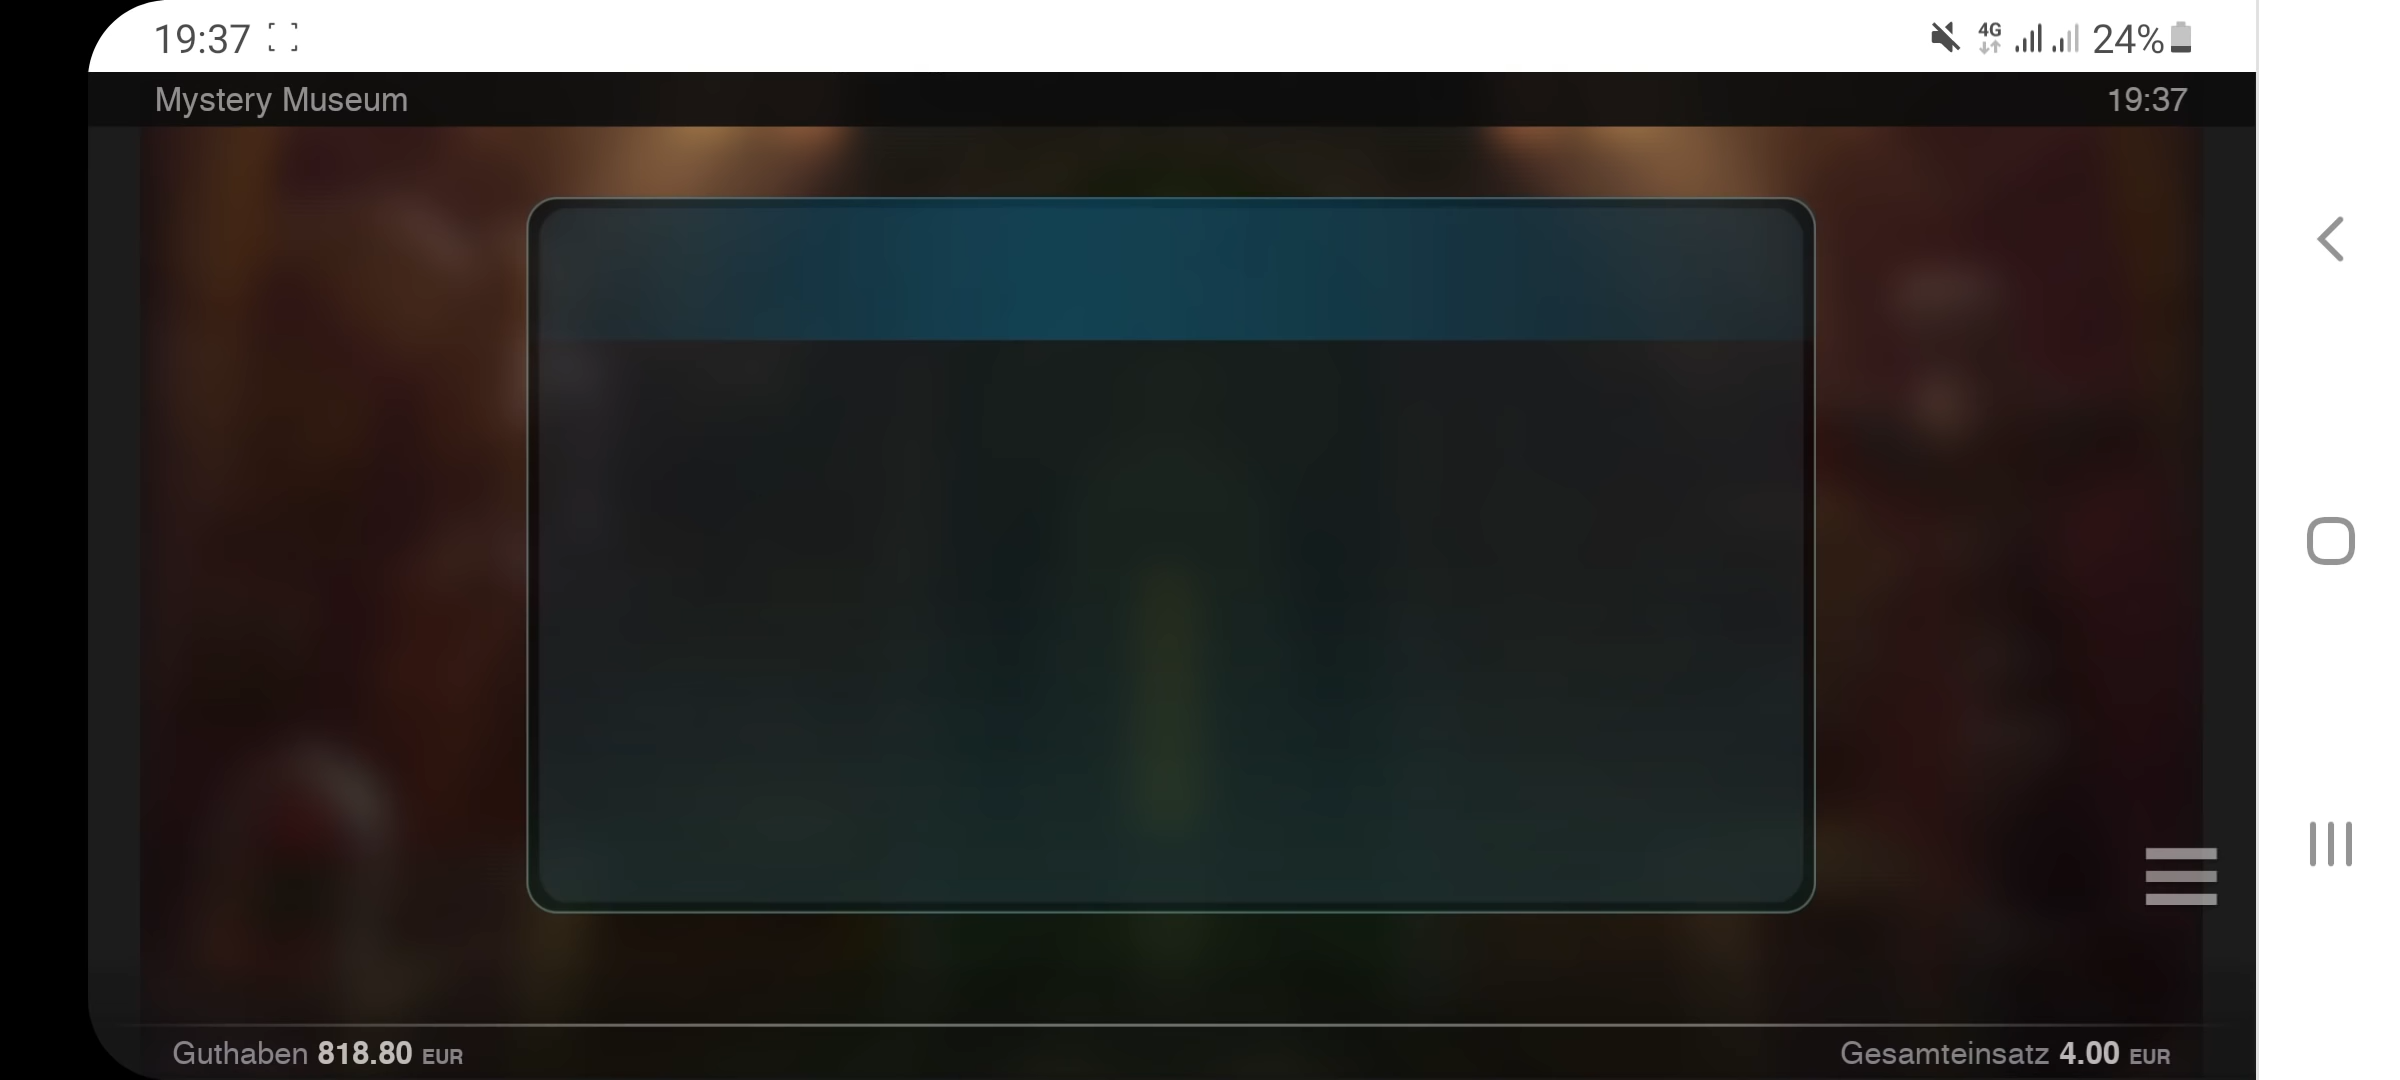 19:37
4G 24%
Mystery Museum 19:37
Guthaben 818.80 EUR Gesamteinsatz 4.00 EUR